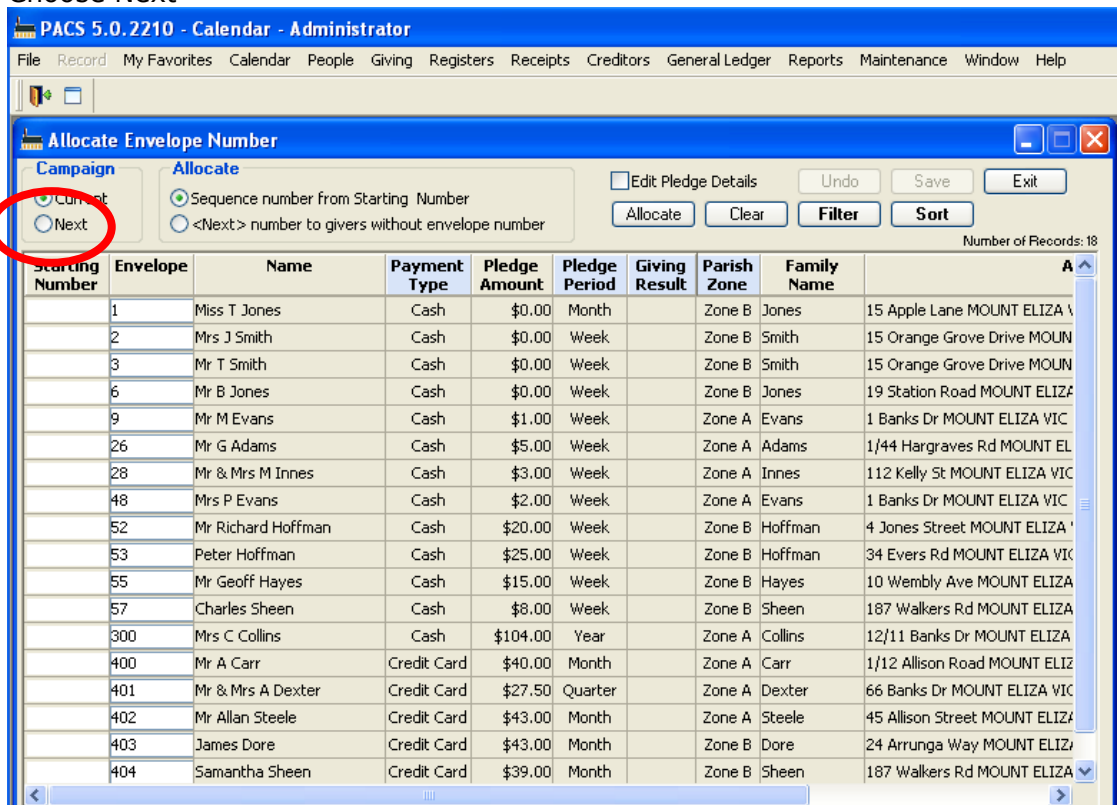 Choose Next
PACS 5.0.2210 - Calendar - Administrator
File Record My Favorites Calendar People Giving Registers Receipts Creditors General Ledger Reports Maintenance Window Help
Allocate Envelope Number
Campaign Allocate
Current Sequence number from Starting Number Edit Pledge Details Undo Save Exit
Next <Next> number to givers without envelope number Allocate Clear Filter Sort
Number of Records: 18
Starting Number Envelope Name Payment Type Pledge Amount Pledge Period Giving Result Parish Zone Family Name A
1 Miss T Jones Cash $0.00 Month Zone B Jones 15 Apple Lane MOUNT ELIZA V
2 Mrs J Smith Cash $0.00 Week Zone B Smith 15 Orange Grove Drive MOUN
3 Mr T Smith Cash $0.00 Week Zone B Smith 15 Orange Grove Drive MOUN
6 Mr B Jones Cash $0.00 Week Zone B Jones 19 Station Road MOUNT ELIZA
9 Mr M Evans Cash $1.00 Week Zone A Evans 1 Banks Dr MOUNT ELIZA VIC
26 Mr G Adams Cash $5.00 Week Zone A Adams 1/44 Hargraves Rd MOUNT EL
28 Mr & Mrs M Innes Cash $3.00 Week Zone A Innes 112 Kelly St MOUNT ELIZA VIC
48 Mrs P Evans Cash $2.00 Week Zone A Evans 1 Banks Dr MOUNT ELIZA VIC
52 Mr Richard Hoffman Cash $20.00 Week Zone B Hoffman 4 Jones Street MOUNT ELIZA
53 Peter Hoffman Cash $25.00 Week Zone B Hoffman 34 Evers Rd MOUNT ELIZA VIC
55 Mr Geoff Hayes Cash $15.00 Week Zone B Hayes 10 Wembly Ave MOUNT ELIZA
57 Charles Sheen Cash $8.00 Week Zone B Sheen 187 Walkers Rd MOUNT ELIZA
300 Mrs C Collins Cash $104.00 Year Zone A Collins 12/11 Banks Dr MOUNT ELIZA
400 Mr A Carr Credit Card $40.00 Month Zone A Carr 1/12 Allison Road MOUNT ELIZ
401 Mr & Mrs A Dexter Credit Card $27.50 Quarter Zone A Dexter 66 Banks Dr MOUNT ELIZA VIC
402 Mr Allan Steele Credit Card $43.00 Month Zone A Steele 45 Allison Street MOUNT ELIZA
403 James Dore Credit Card $43.00 Month Zone B Dore 24 Arrunga Way MOUNT ELIZA
404 Samantha Sheen Credit Card $39.00 Month Zone B Sheen 187 Walkers Rd MOUNT ELIZA